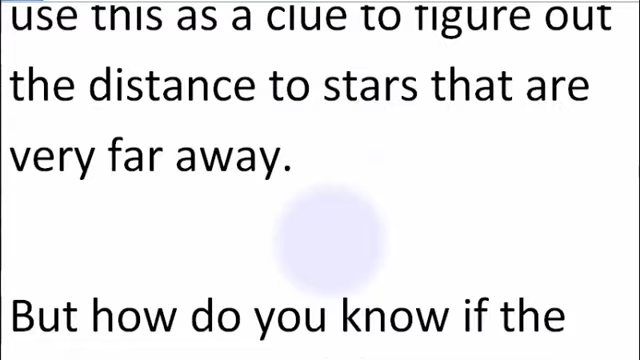 use this as a clue to figure out
the distance to stars that are
very far away.
But how do you know if the